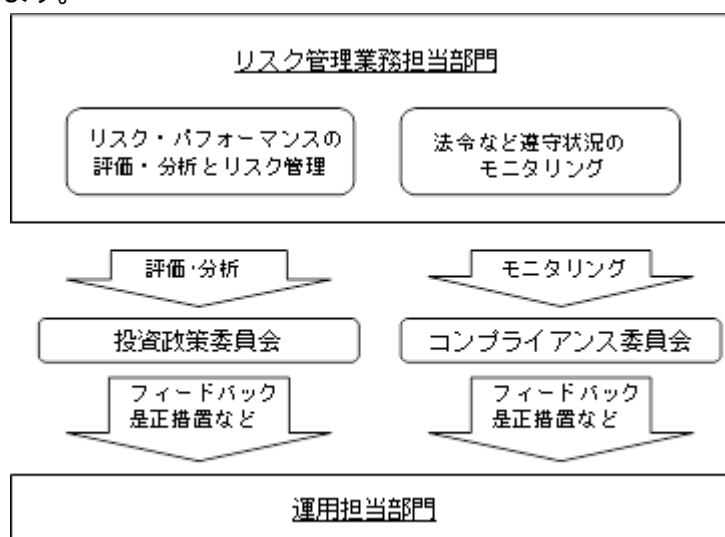 ます。
リスク管理業務担当部門
リスク・パフォーマンスの
評価・分析とリスク管理
法令など遵守状況の
モニタリング
評価・分析
モニタリング
投資政策委員会
コンプライアンス委員会
フィードバック
是正措置など
フィードバック
是正措置など
運用担当部門